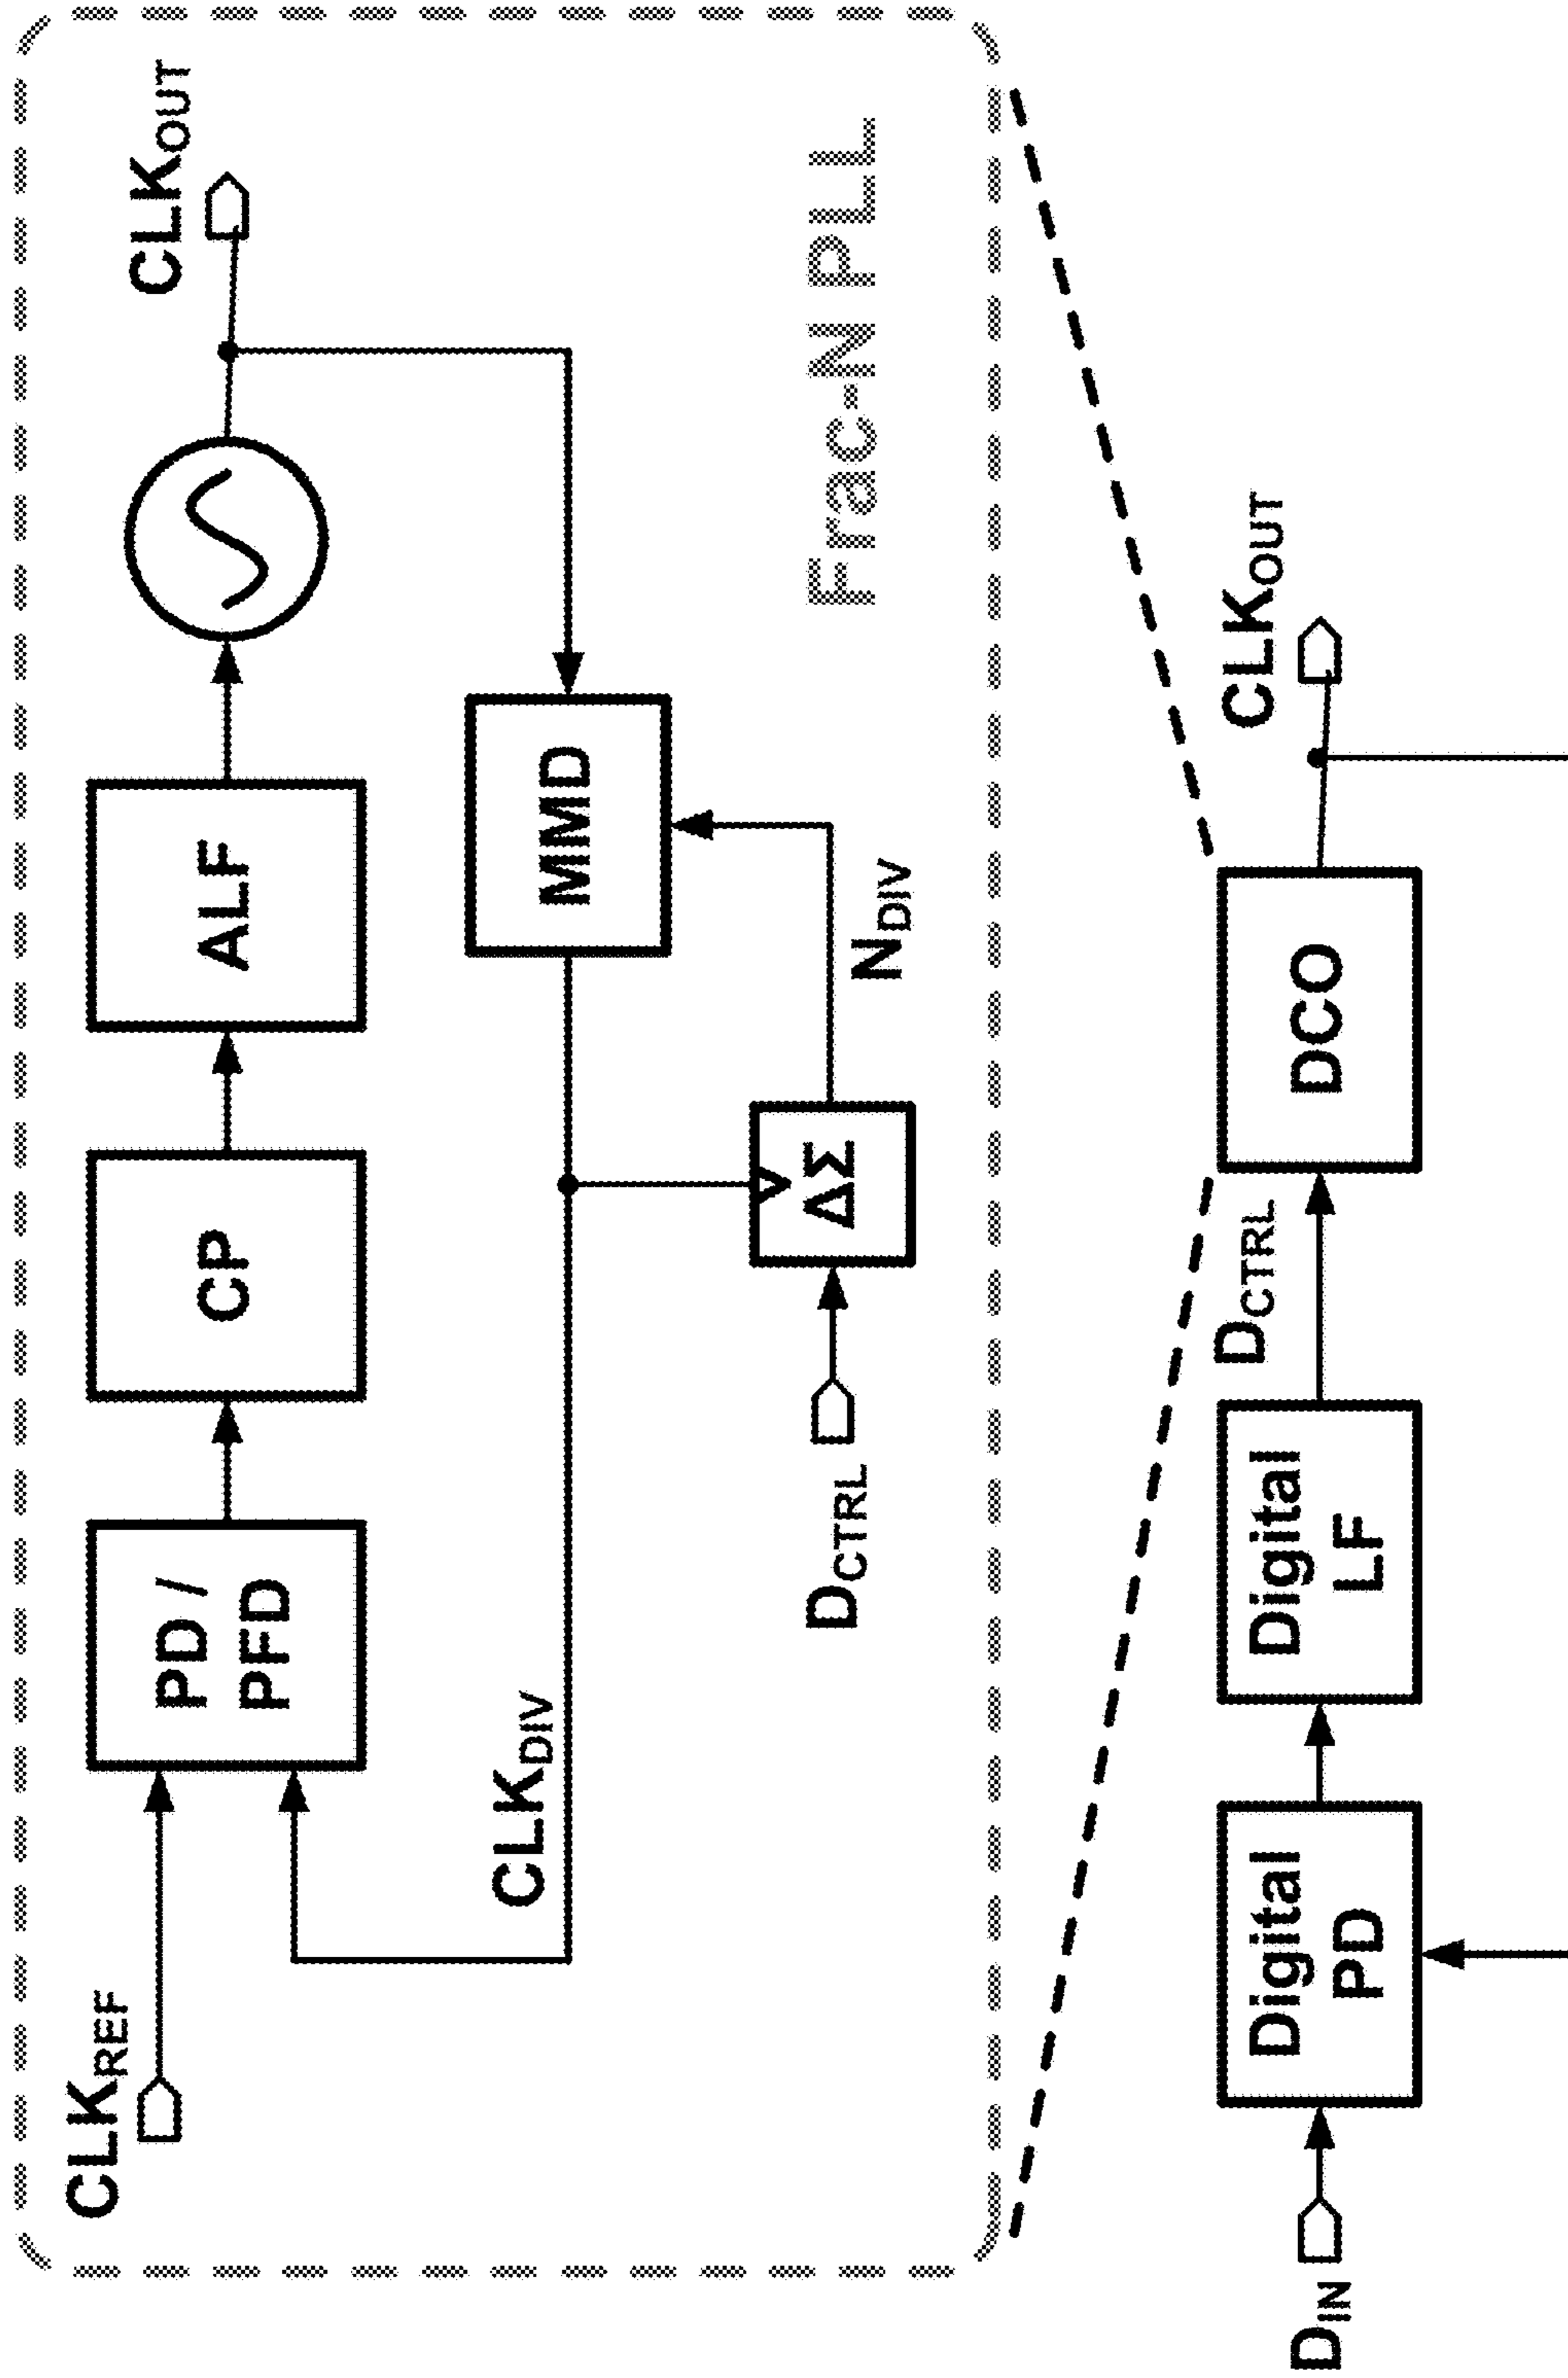 CLKREF
PD /
PFD
CP
ALF
CLKOUT
CLKDIV
MMD
DCTRL
ΔΣ
NDIV
Frac-N PLL
DIN
Digital
PD
Digital
LF
DCTRL
DCO
CLKOUT